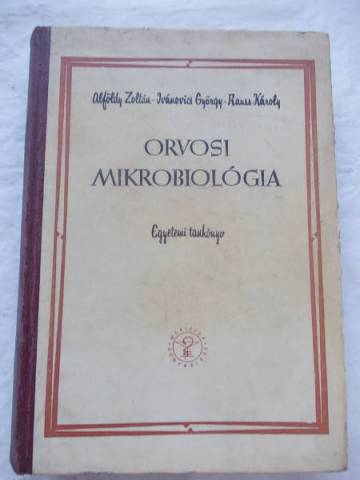 Alföldy Zoltán - Ivánovics György - Rauss Károly
ORVOSI
MIKROBIOLÓGIA
Egyetemi tankönyv